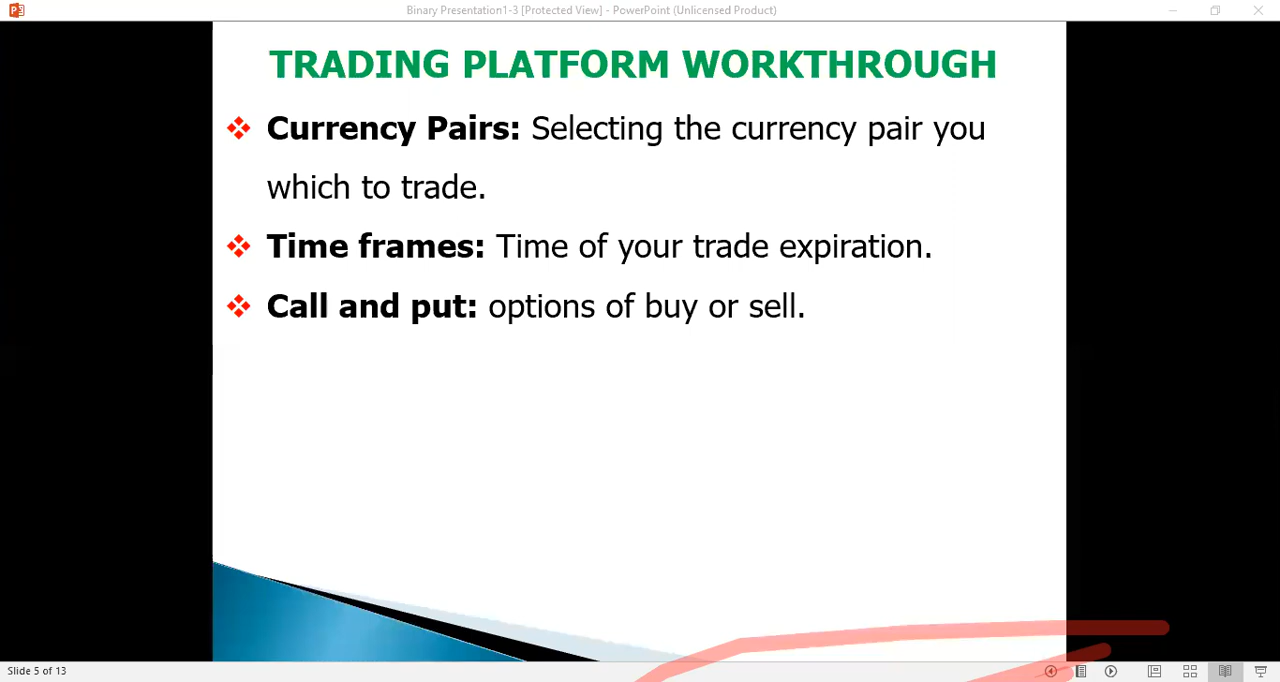 Binary Presentation1-3 [Protected View] - PowerPoint (Unlicensed Product)
TRADING PLATFORM WORKTHROUGH
Currency Pairs: Selecting the currency pair you
which to trade.
Time frames: Time of your trade expiration.
Call and put: options of buy or sell.
Slide 5 of 13